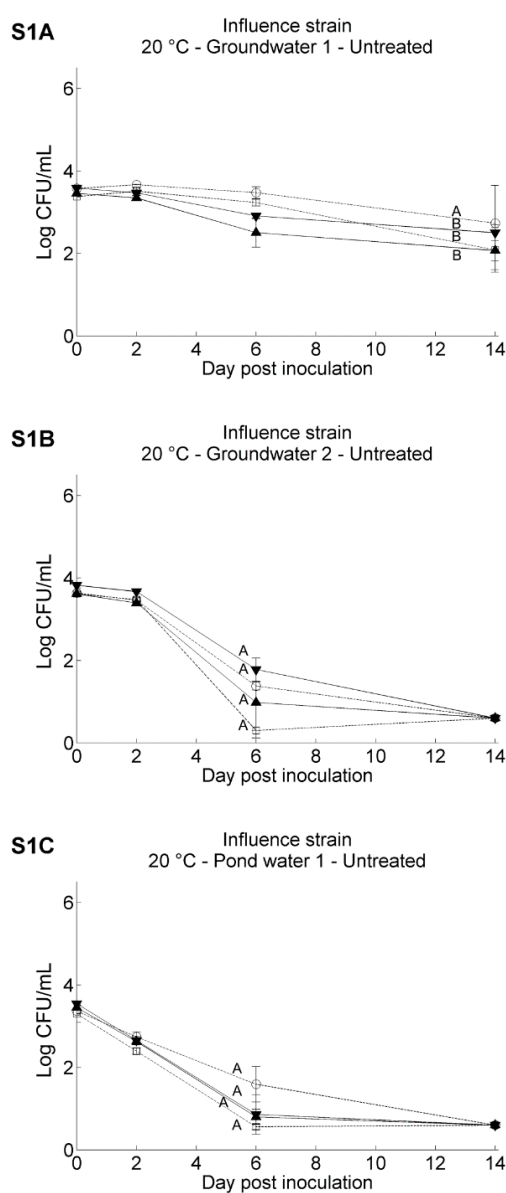 S1A
Influence strain
20 °C - Groundwater 1 - Untreated
Log CFU/mL
6
4
2
0
A
B
B
B
0 2 4 6 8 10 12 14
Day post inoculation
S1B
Influence strain
20 °C - Groundwater 2 - Untreated
Log CFU/mL
6
4
2
0
A
A
A
A
0 2 4 6 8 10 12 14
Day post inoculation
S1C
Influence strain
20 °C - Pond water 1 - Untreated
Log CFU/mL
6
4
2
0
A
A
A
A
0 2 4 6 8 10 12 14
Day post inoculation